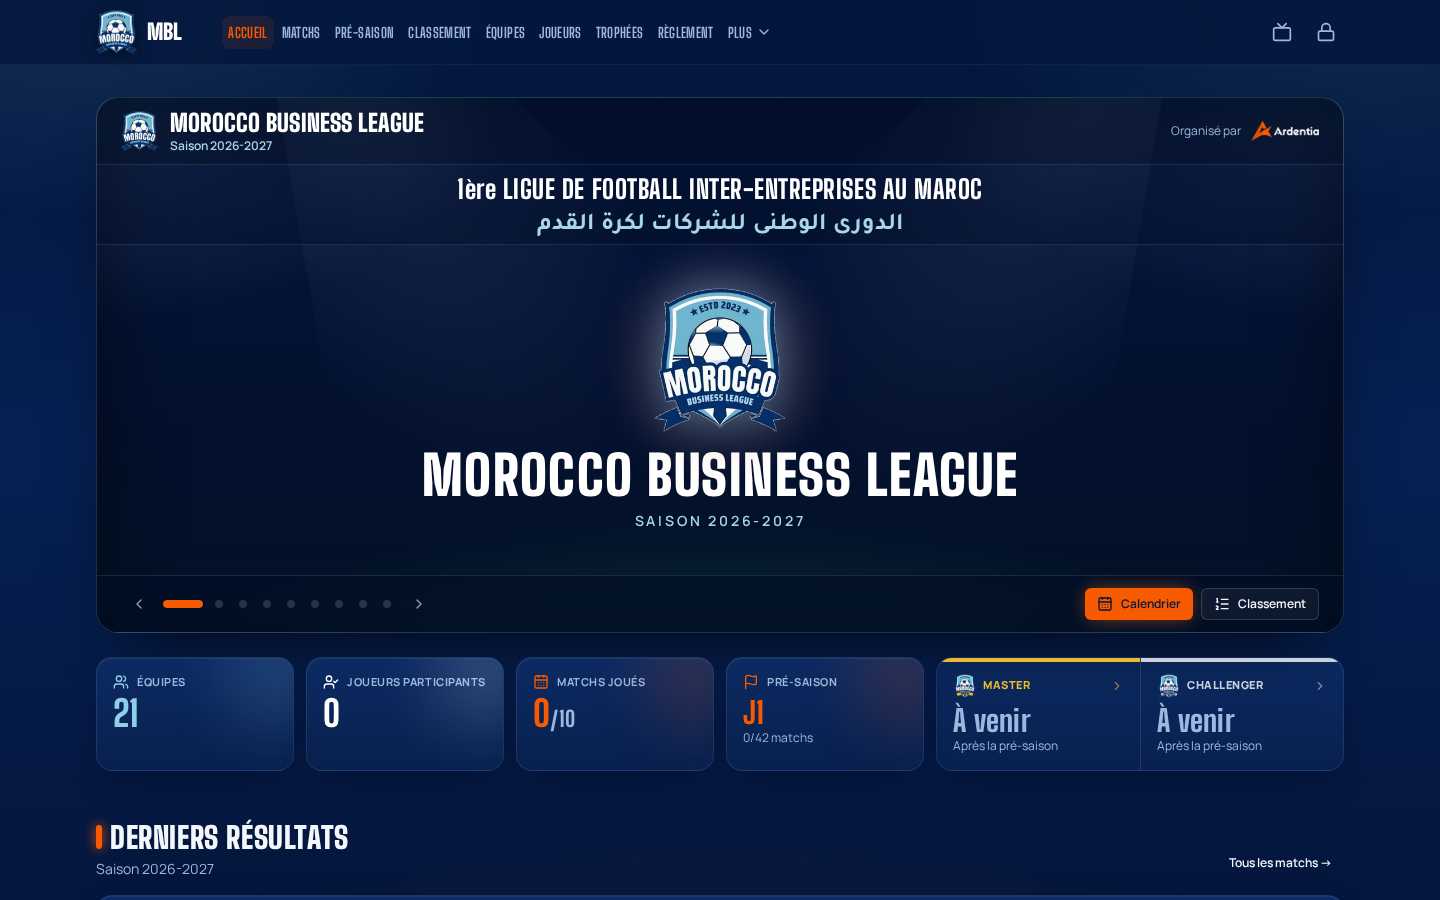 MOROCCO
MBL
ACCUEIL
MATCHS
PRÉ-SAISON
CLASSEMENT
ÉQUIPES
JOUEURS
TROPHÉES
RÈGLEMENT
PLUS
MOROCCO
MOROCCO BUSINESS LEAGUE
Saison 2026-2027
Organisé par
Ardentia
1ère LIGUE DE FOOTBALL INTER-ENTREPRISES AU MAROC
الدورى الوطنى للشركات لكرة القدم
ESTD 2023
MOROCCO
BUSINESS LEAGUE
MOROCCO BUSINESS LEAGUE
SAISON 2026-2027
Calendrier
Classement
ÉQUIPES
21
JOUEURS PARTICIPANTS
0
MATCHS JOUÉS
0/10
PRÉ-SAISON
J1
0/42 matchs
MOROCCO
MASTER
À venir
Après la pré-saison
MOROCCO
CHALLENGER
À venir
Après la pré-saison
DERNIERS RÉSULTATS
Saison 2026-2027
Tous les matchs →